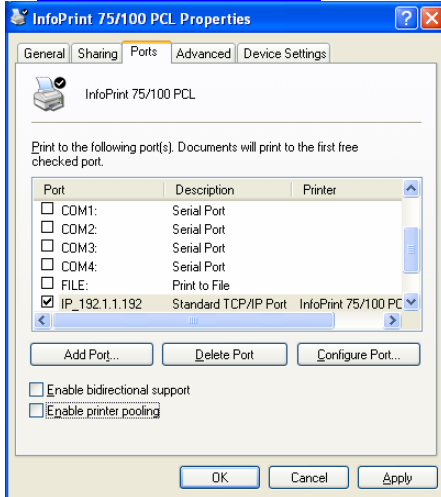 InfoPrint 75/100 PCL Properties
General Sharing Ports Advanced Device Settings
InfoPrint 75/100 PCL
Print to the following port(s). Documents will print to the first free
checked port.
Port Description Printer
COM1: Serial Port
COM2: Serial Port
COM3: Serial Port
COM4: Serial Port
FILE: Print to File
IP_192.1.1.192 Standard TCP/IP Port InfoPrint 75/100 PC
Add Port... Delete Port Configure Port...
Enable bidirectional support
Enable printer pooling
OK Cancel Apply